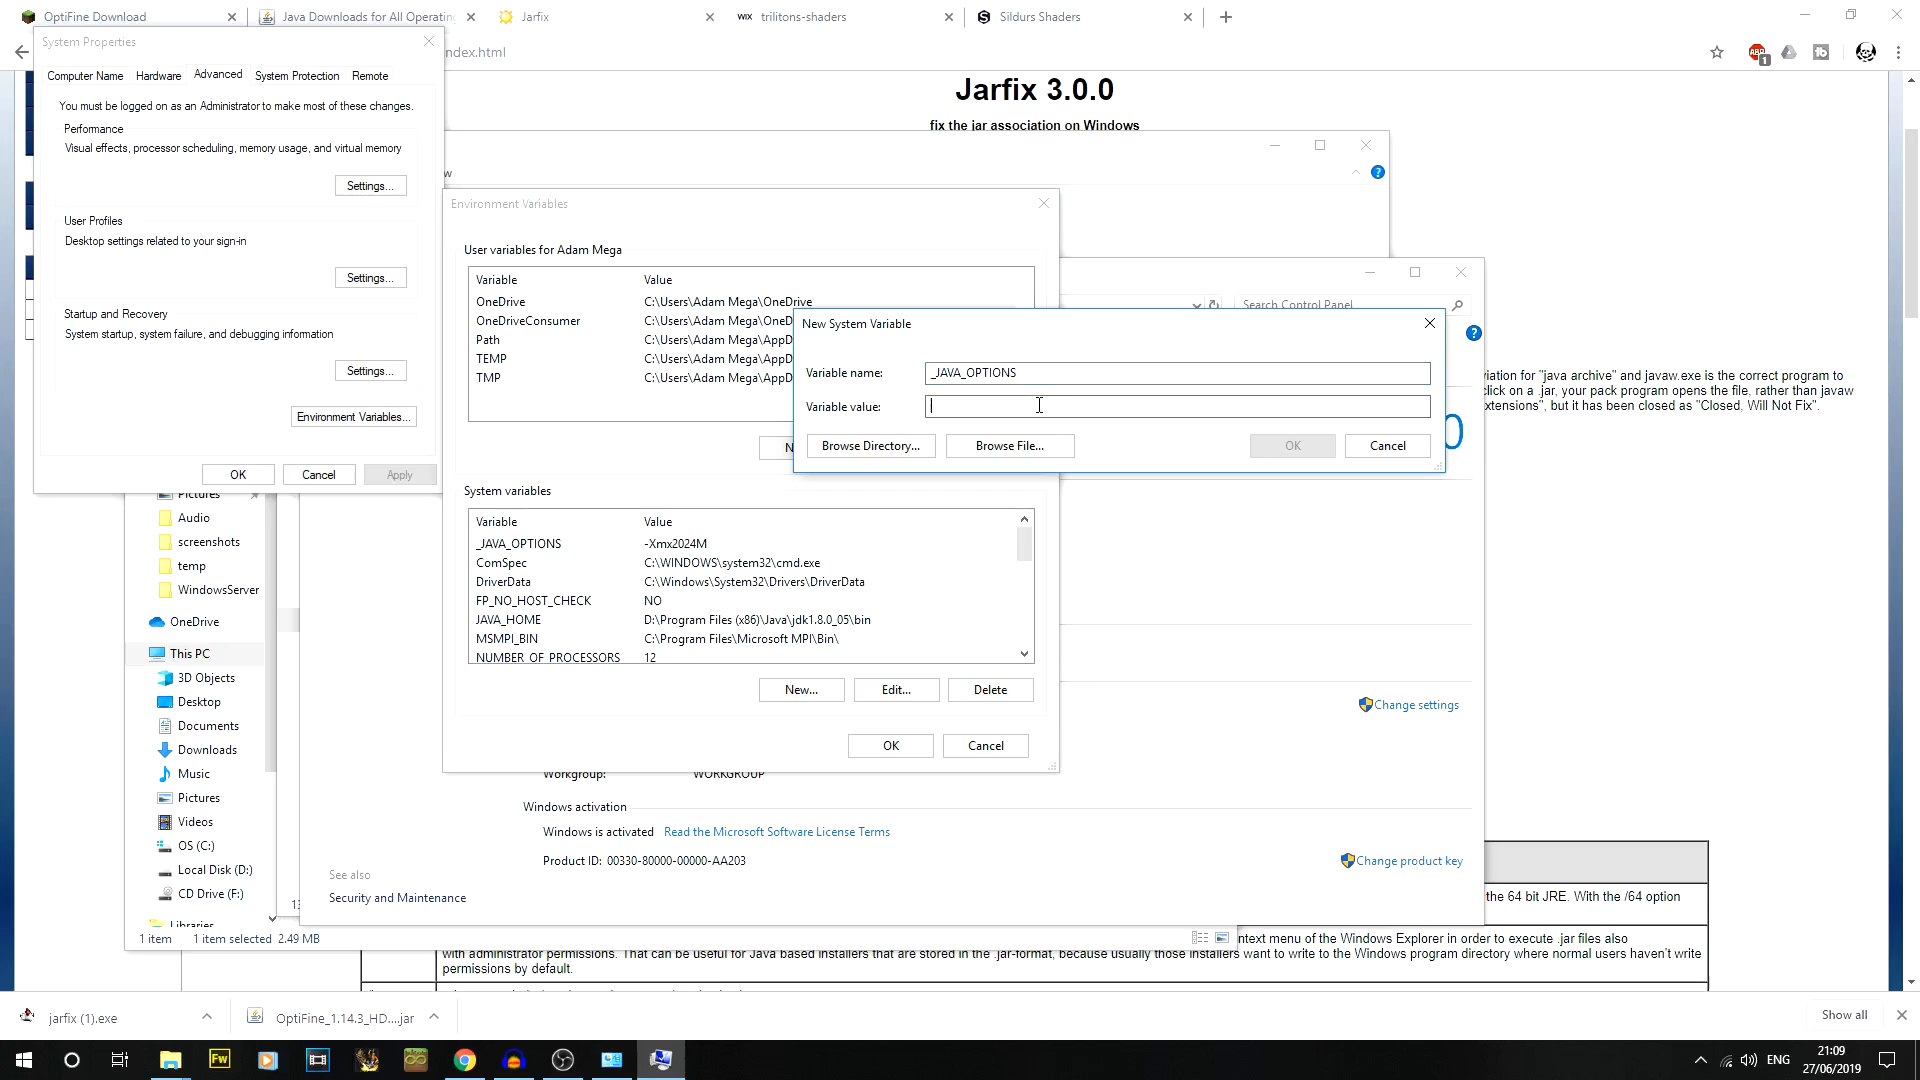 OptiFine Download
Java Downloads for All Operating
Jarfix
WIX trilitons-shaders
Sildurs Shaders
System Properties
ndex.html
ABP
1
Computer Name Hardware Advanced System Protection Remote
You must be logged on as an Administrator to make most of these changes.
Performance
Visual effects, processor scheduling, memory usage, and virtual memory
Settings...
User Profiles
Desktop settings related to your sign-in
Settings...
Startup and Recovery
System startup, system failure, and debugging information
Settings...
Environment Variables...
OK Cancel Apply
Jarfix 3.0.0
fix the jar association on Windows
w
Environment Variables
User variables for Adam Mega
Variable Value
OneDrive C:\Users\Adam Mega\OneDrive
OneDriveConsumer C:\Users\Adam Mega\OneD
Path C:\Users\Adam Mega\AppD
TEMP C:\Users\Adam Mega\AppD
TMP C:\Users\Adam Mega\AppD
N
Search Control Panel
New System Variable
Variable name: _JAVA_OPTIONS
Variable value:
Browse Directory... Browse File... OK Cancel
viation for "java archive" and javaw.exe is the correct program to
click on a .jar, your pack program opens the file, rather than javaw
xtensions", but it has been closed as "Closed, Will Not Fix".
0
System variables
Variable Value
_JAVA_OPTIONS -Xmx2024M
ComSpec C:\WINDOWS\system32\cmd.exe
DriverData C:\Windows\System32\Drivers\DriverData
FP_NO_HOST_CHECK NO
JAVA_HOME D:\Program Files (x86)\Java\jdk1.8.0_05\bin
MSMPI_BIN C:\Program Files\Microsoft MPI\Bin\
NUMBER_OF_PROCESSORS 12
New... Edit... Delete
OK Cancel
Pictures
Audio
screenshots
temp
WindowsServer
OneDrive
This PC
3D Objects
Desktop
Documents
Downloads
Music
Pictures
Videos
OS (C:)
Local Disk (D:)
CD Drive (F:)
Libraries
1 item 1 item selected 2.49 MB
13
Change settings
Workgroup: WORKGROUP
Windows activation
Windows is activated Read the Microsoft Software License Terms
Product ID: 00330-80000-00000-AA203
Change product key
See also
Security and Maintenance
the 64 bit JRE. With the /64 option
ntext menu of the Windows Explorer in order to execute .jar files also
with administrator permissions. That can be useful for Java based installers that are stored in the .jar-format, because usually those installers want to write to the Windows program directory where normal users haven't write
permissions by default.
jarfix (1).exe
OptiFine_1.14.3_HD....jar
Show all
Fw
ENG
21:09
27/06/2019